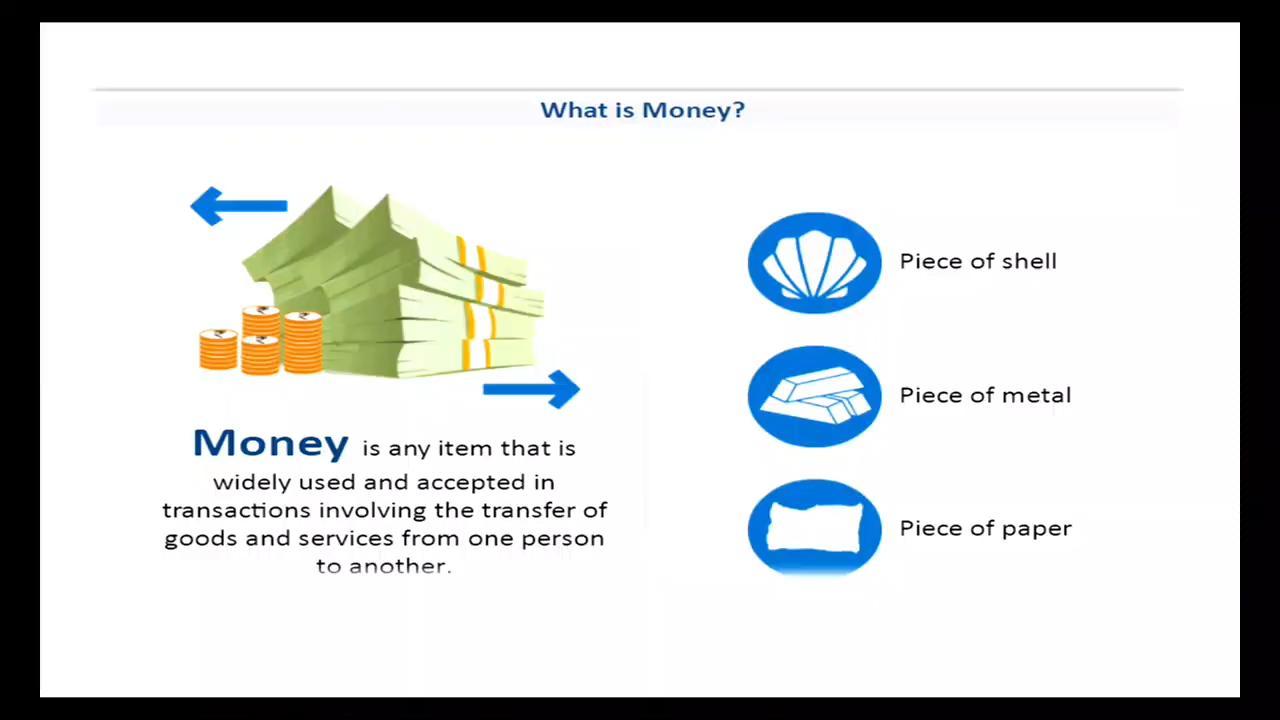 What is Money?
Money is any item that is
widely used and accepted in
transactions involving the transfer of
goods and services from one person
to another.
Piece of shell
Piece of metal
Piece of paper